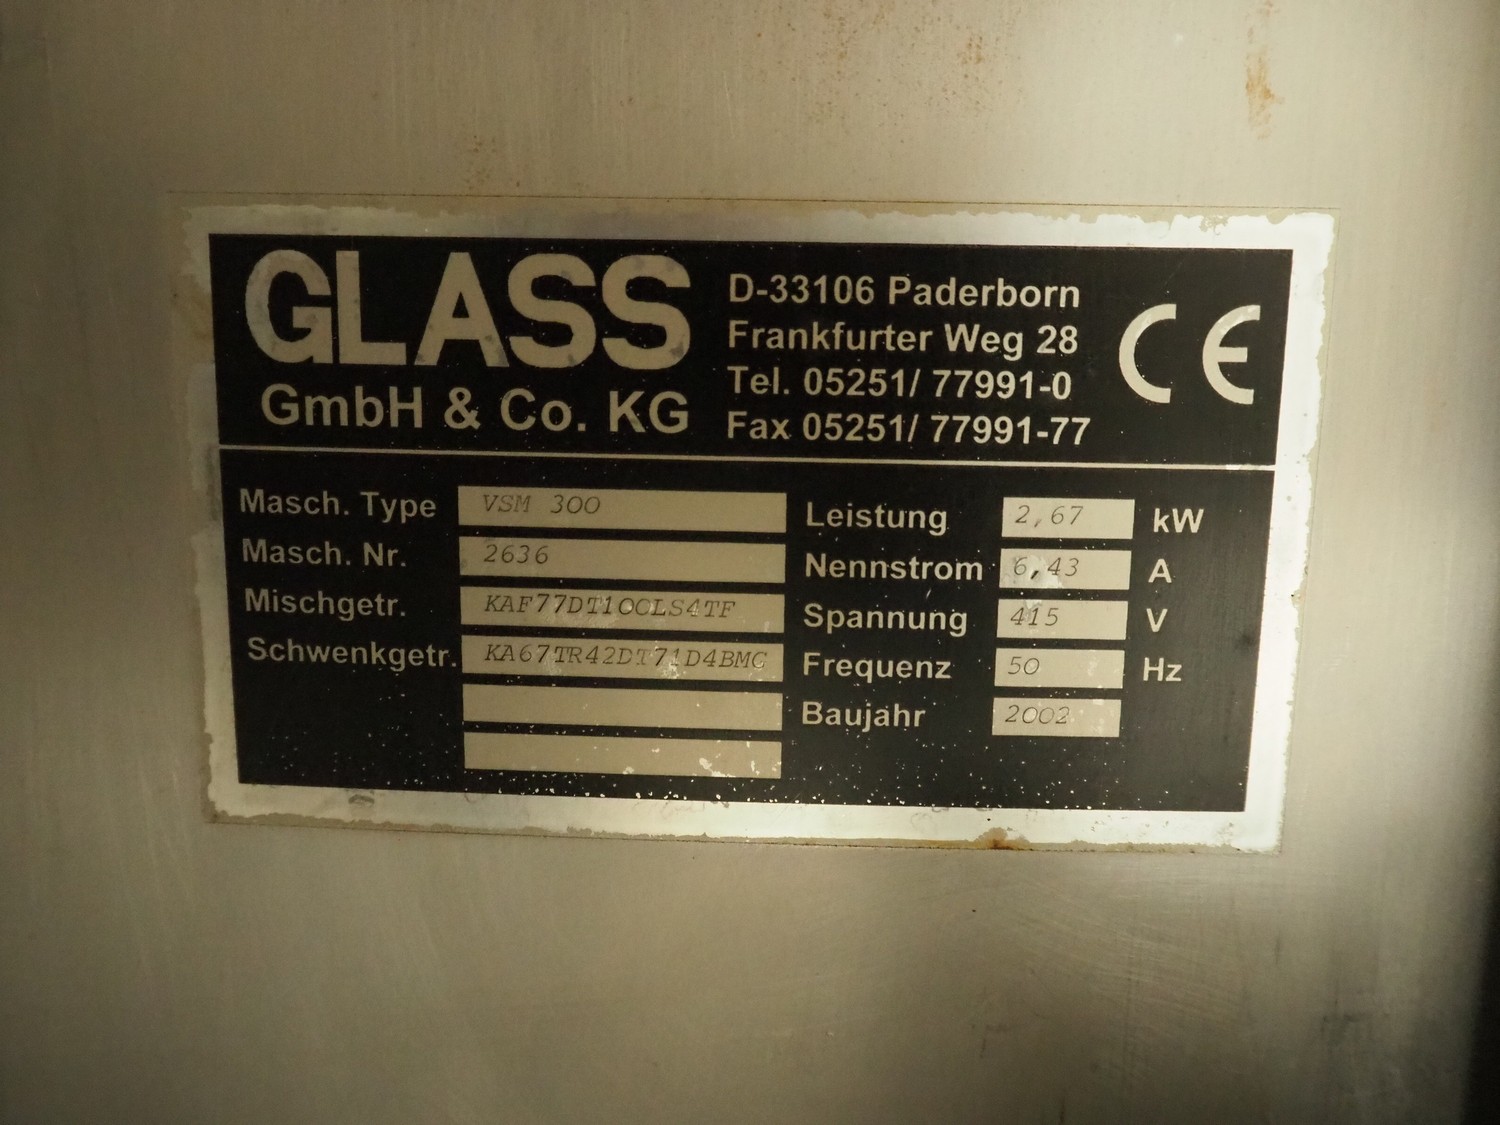 GLASS
GmbH & Co. KG
D-33106 Paderborn
Frankfurter Weg 28
Tel. 05251/ 77991-0
Fax 05251/ 77991-77
CE
Masch. Type VSM 300
Masch. Nr. 2636
Mischgetr. KAF77DT100LS4TF
Schwenkgetr. KA67TR42DT71D4BMG
Leistung 2,67 kW
Nennstrom 6,43 A
Spannung 415 V
Frequenz 50 Hz
Baujahr 2002